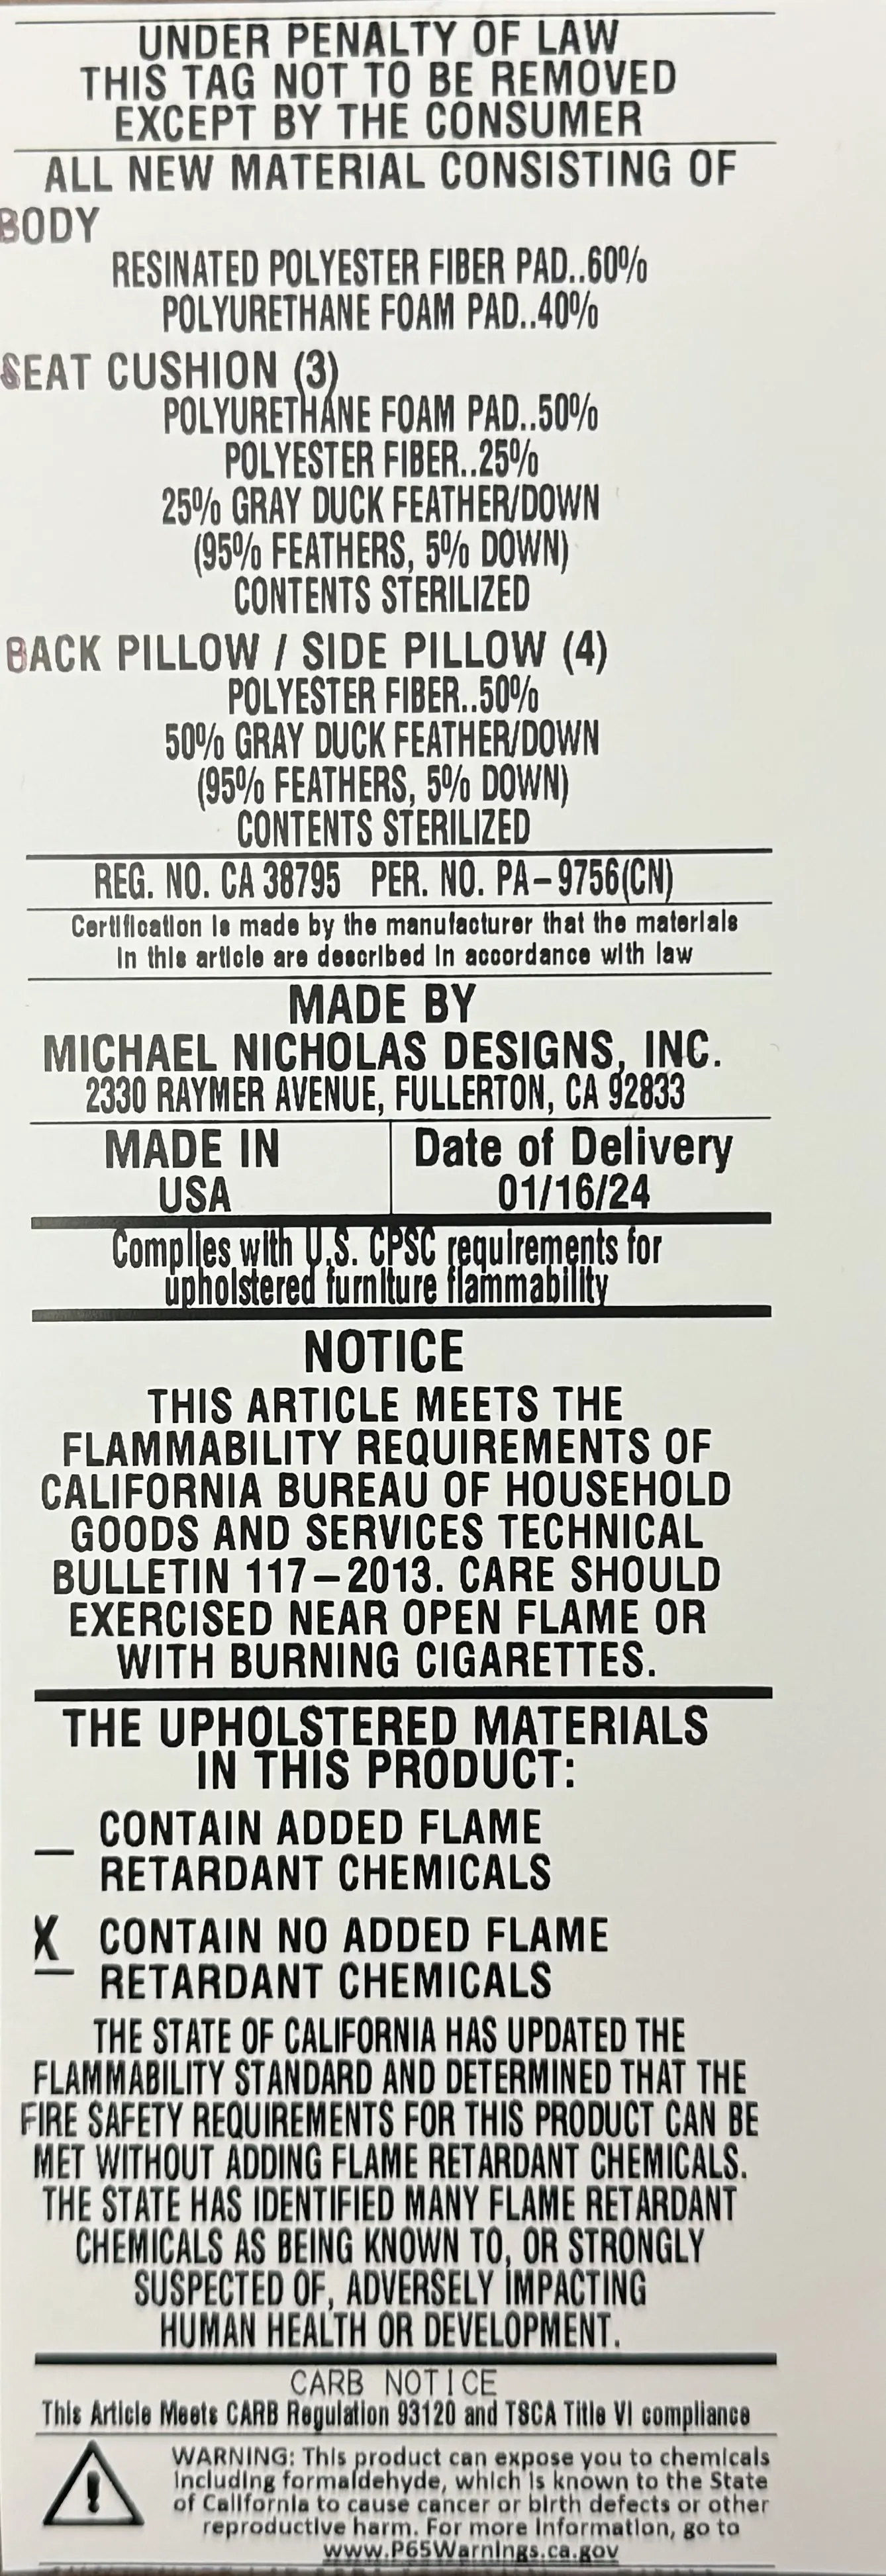 UNDER PENALTY OF LAW
THIS TAG NOT TO BE REMOVED
EXCEPT BY THE CONSUMER
ALL NEW MATERIAL CONSISTING OF
BODY
RESINATED POLYESTER FIBER PAD..60%
POLYURETHANE FOAM PAD..40%
SEAT CUSHION (3)
POLYURETHANE FOAM PAD..50%
POLYESTER FIBER..25%
25% GRAY DUCK FEATHER/DOWN
(95% FEATHERS, 5% DOWN)
CONTENTS STERILIZED
BACK PILLOW / SIDE PILLOW (4)
POLYESTER FIBER..50%
50% GRAY DUCK FEATHER/DOWN
(95% FEATHERS, 5% DOWN)
CONTENTS STERILIZED
REG. NO. CA 38795 PER. NO. PA-9756(CN)
Certification is made by the manufacturer that the materials
in this article are described in accordance with law
MADE BY
MICHAEL NICHOLAS DESIGNS, INC.
2330 RAYMER AVENUE, FULLERTON, CA 92833
MADE IN
USA
Date of Delivery
01/16/24
Complies with U.S. CPSC requirements for
upholstered furniture flammability
NOTICE
THIS ARTICLE MEETS THE
FLAMMABILITY REQUIREMENTS OF
CALIFORNIA BUREAU OF HOUSEHOLD
GOODS AND SERVICES TECHNICAL
BULLETIN 117-2013. CARE SHOULD
EXERCISED NEAR OPEN FLAME OR
WITH BURNING CIGARETTES.
THE UPHOLSTERED MATERIALS
IN THIS PRODUCT:
_ CONTAIN ADDED FLAME
RETARDANT CHEMICALS
X CONTAIN NO ADDED FLAME
RETARDANT CHEMICALS
THE STATE OF CALIFORNIA HAS UPDATED THE
FLAMMABILITY STANDARD AND DETERMINED THAT THE
FIRE SAFETY REQUIREMENTS FOR THIS PRODUCT CAN BE
MET WITHOUT ADDING FLAME RETARDANT CHEMICALS.
THE STATE HAS IDENTIFIED MANY FLAME RETARDANT
CHEMICALS AS BEING KNOWN TO, OR STRONGLY
SUSPECTED OF, ADVERSELY IMPACTING
HUMAN HEALTH OR DEVELOPMENT.
CARB NOTICE
This Article Meets CARB Regulation 93120 and TSCA Title VI compliance
WARNING: This product can expose you to chemicals
including formaldehyde, which is known to the State
of California to cause cancer or birth defects or other
reproductive harm. For more information, go to
www.P65Warnings.ca.gov